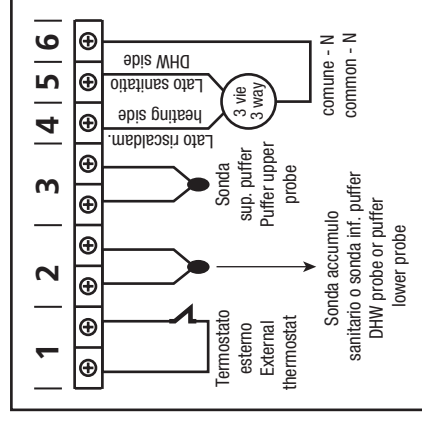 1
2
3
4
5
6
Termostato
esterno
External
thermostat
Sonda accumulo
sanitario o sonda inf. puffer
DHW probe or puffer
lower probe
Sonda
sup. puffer
Puffer upper
probe
Lato riscaldam.
heating side
Lato sanitatio
DHW side
3 vie
3 way
comune - N
common - N